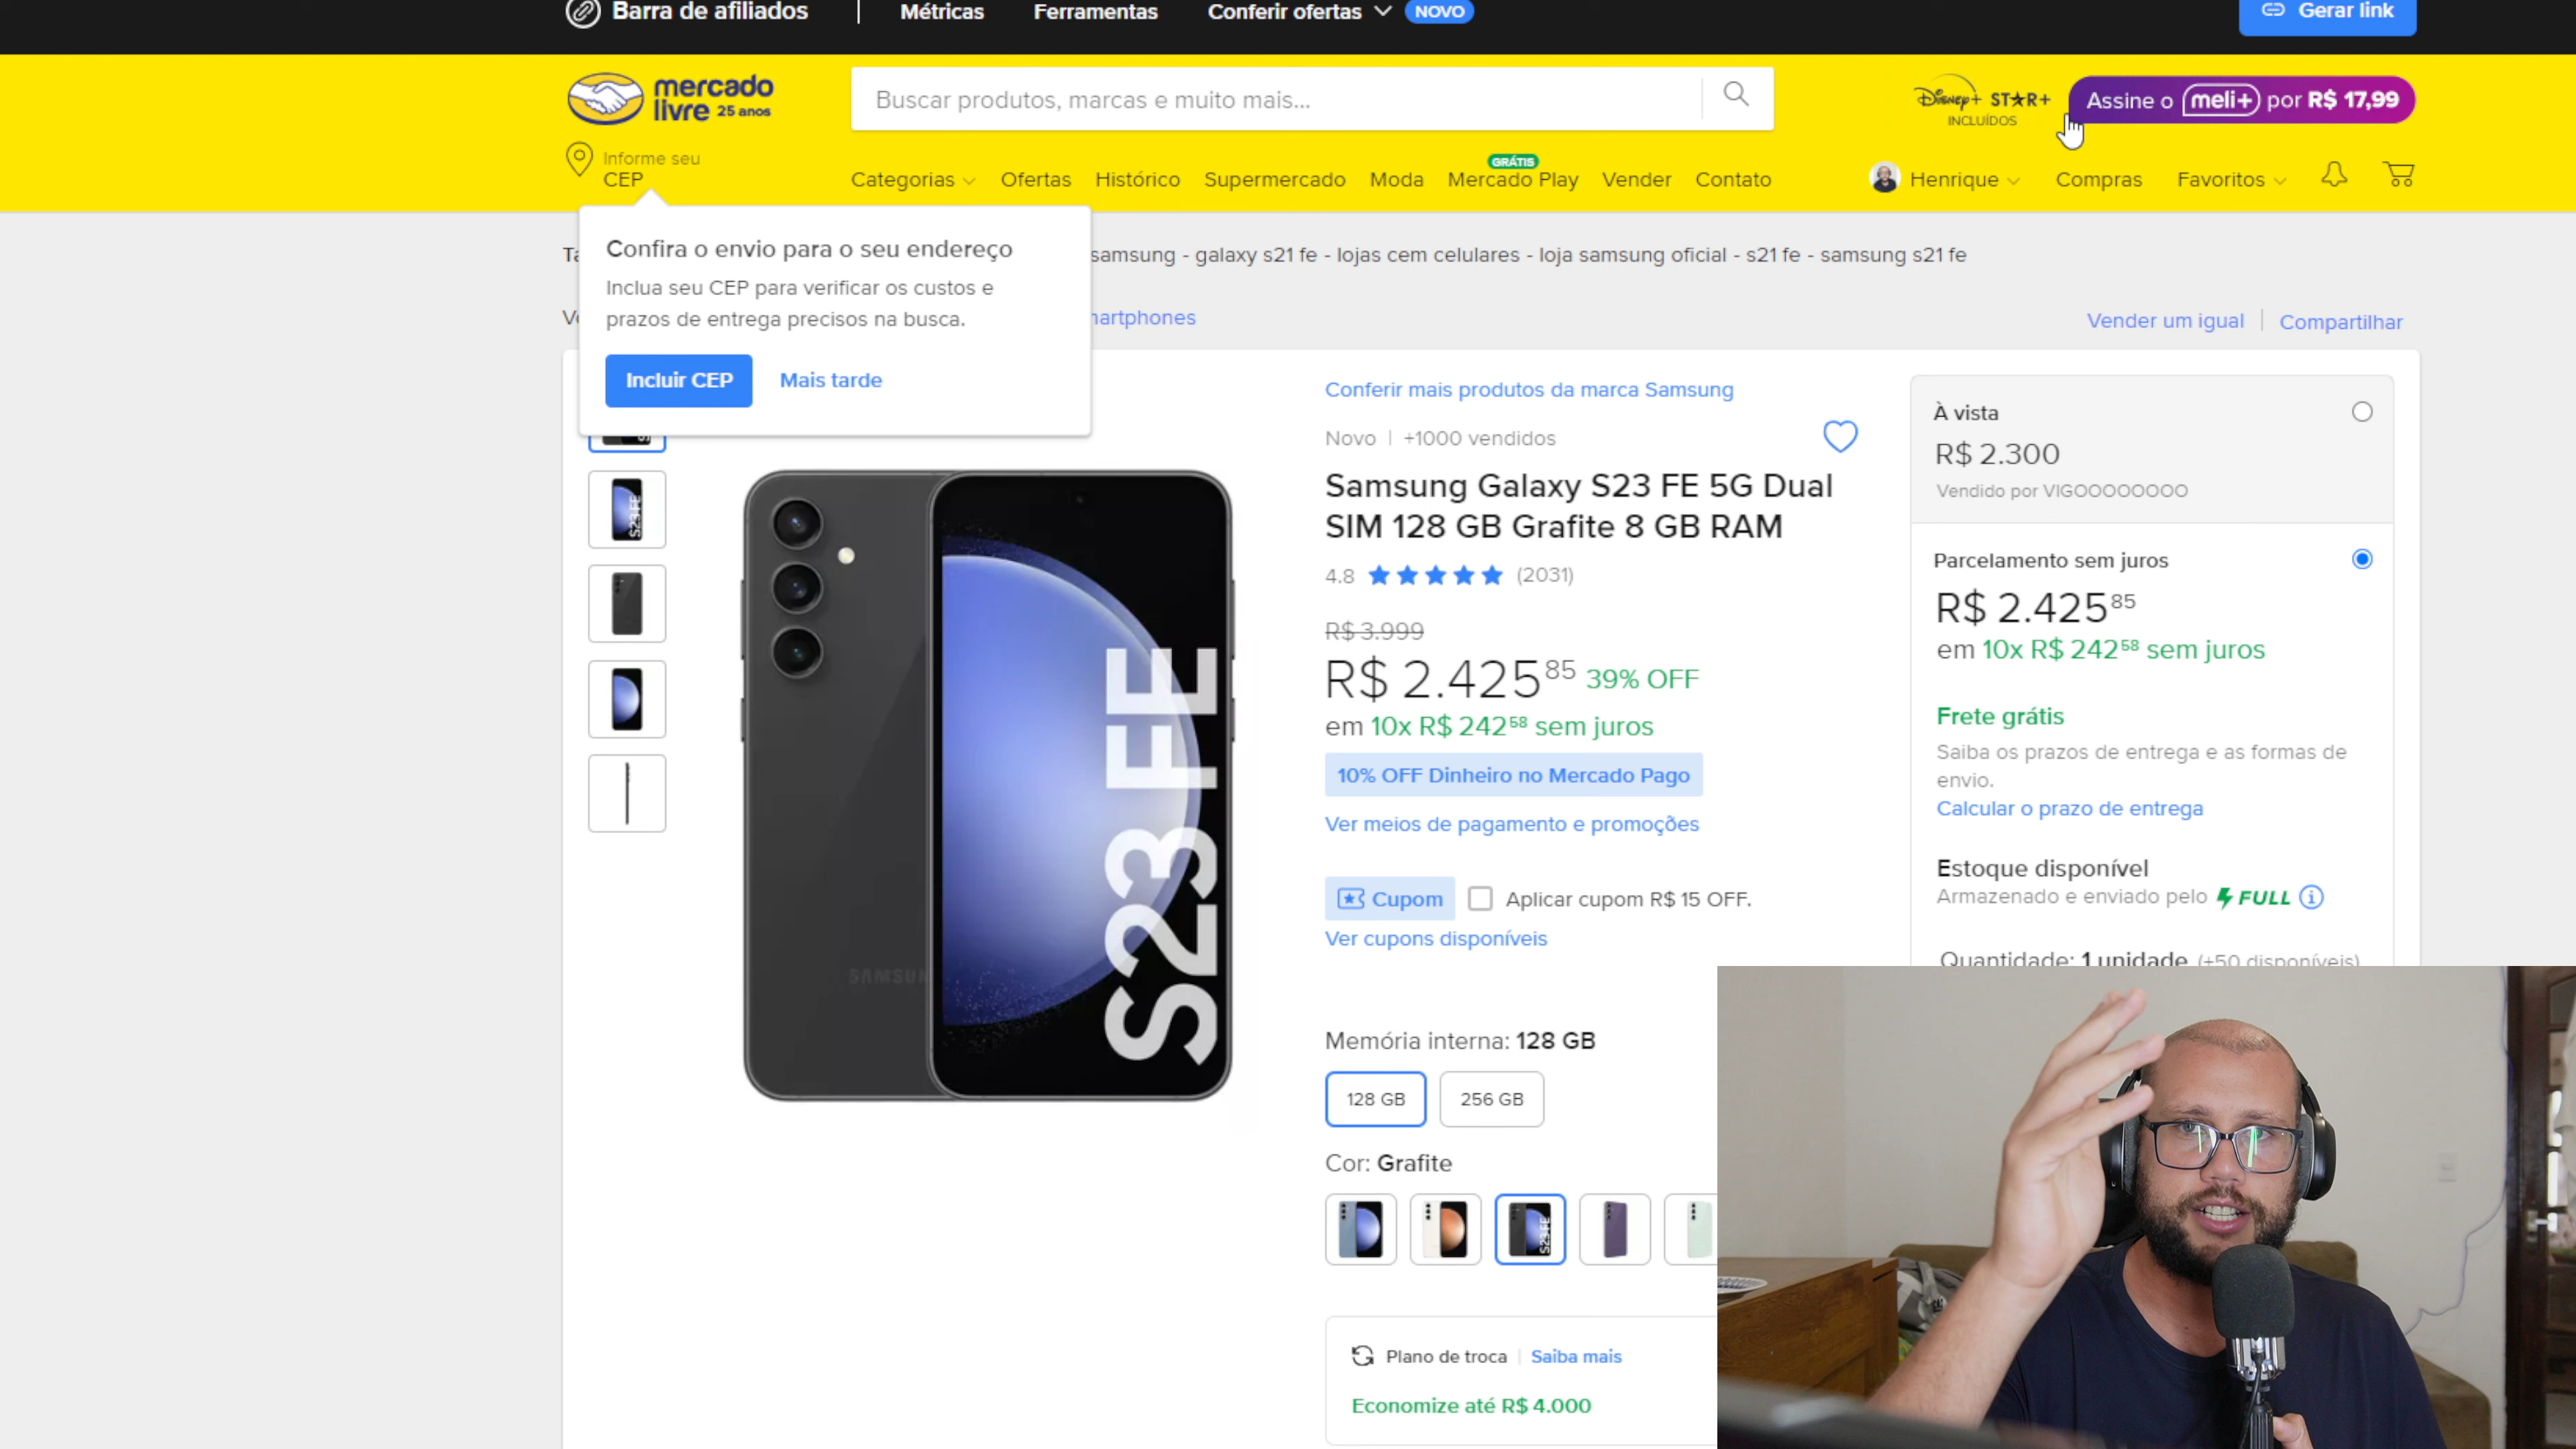 Barra de afiliados
Métricas
Ferramentas
Conferir ofertas
NOVO
Gerar link
mercado
livre 25 anos
Buscar produtos, marcas e muito mais...
Disney+ STAR+
INCLUÍDOS
Assine o meli+ por R$ 17,99
Informe seu
CEP
Categorias
Ofertas
Histórico
Supermercado
Moda
GRÁTIS
Mercado Play
Vender
Contato
Henrique
Compras
Favoritos
Confira o envio para o seu endereço
Inclua seu CEP para verificar os custos e
prazos de entrega precisos na busca.
Incluir CEP
Mais tarde
samsung - galaxy s21 fe - lojas cem celulares - loja samsung oficial - s21 fe - samsung s21 fe
Vender um igual
Compartilhar
S23 FE
SAMSUN
S23 FE
Conferir mais produtos da marca Samsung
Novo | +1000 vendidos
Samsung Galaxy S23 FE 5G Dual
SIM 128 GB Grafite 8 GB RAM
4.8 (2031)
R$ 3.999
R$ 2.425 85 39% OFF
em 10x R$ 242 58 sem juros
10% OFF Dinheiro no Mercado Pago
Ver meios de pagamento e promoções
Cupom
Aplicar cupom R$ 15 OFF.
Ver cupons disponíveis
Memória interna: 128 GB
128 GB
256 GB
Cor: Grafite
S23 FE
Plano de troca | Saiba mais
Economize até R$ 4.000
À vista
R$ 2.300
Vendido por VIGOOOOOOOO
Parcelamento sem juros
R$ 2.425 85
em 10x R$ 242 58 sem juros
Frete grátis
Saiba os prazos de entrega e as formas de
envio.
Calcular o prazo de entrega
Estoque disponível
Armazenado e enviado pelo FULL
Quantidade: 1 unidade (+50 disponíveis)